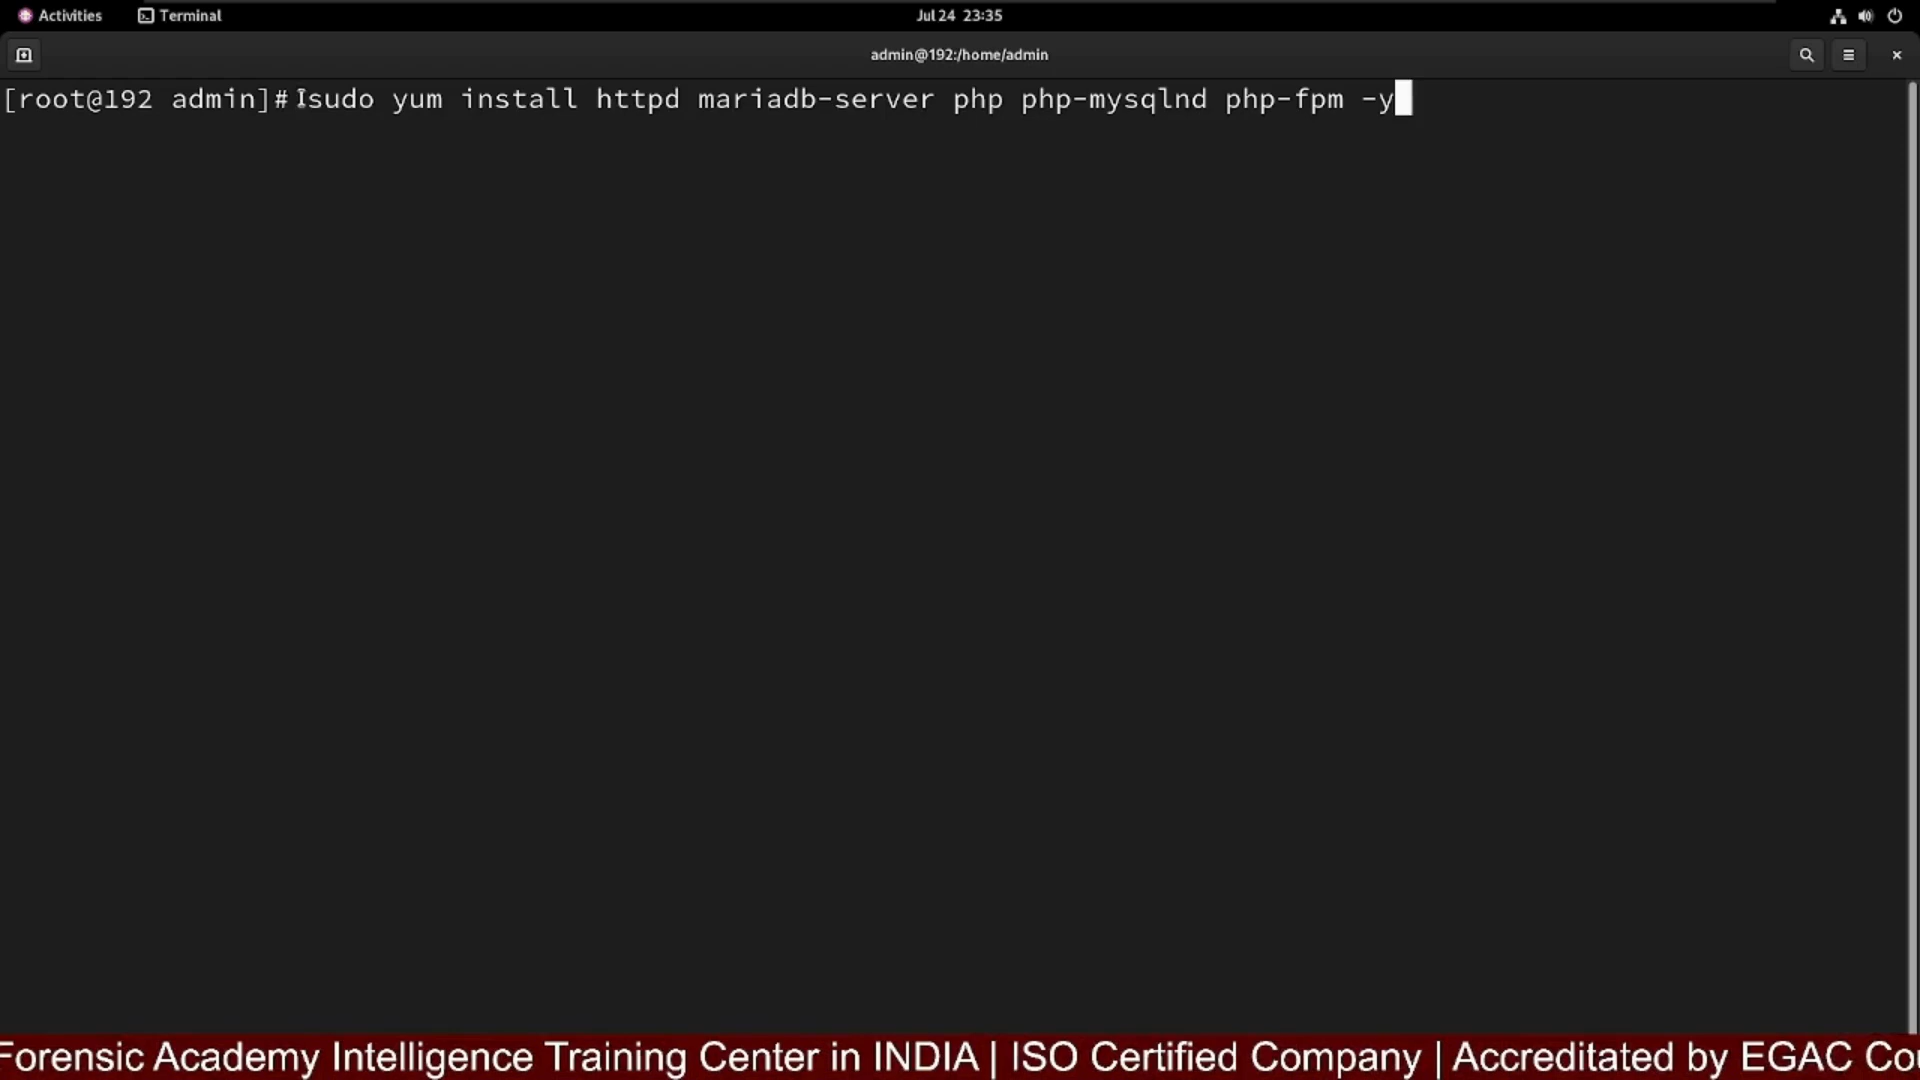 Activities Terminal Jul 24 23:35
admin@192:/home/admin
[root@192 admin]# sudo yum install httpd mariadb-server php php-mysqlnd php-fpm -y
Forensic Academy Intelligence Training Center in INDIA | ISO Certified Company | Accreditated by EGAC Co